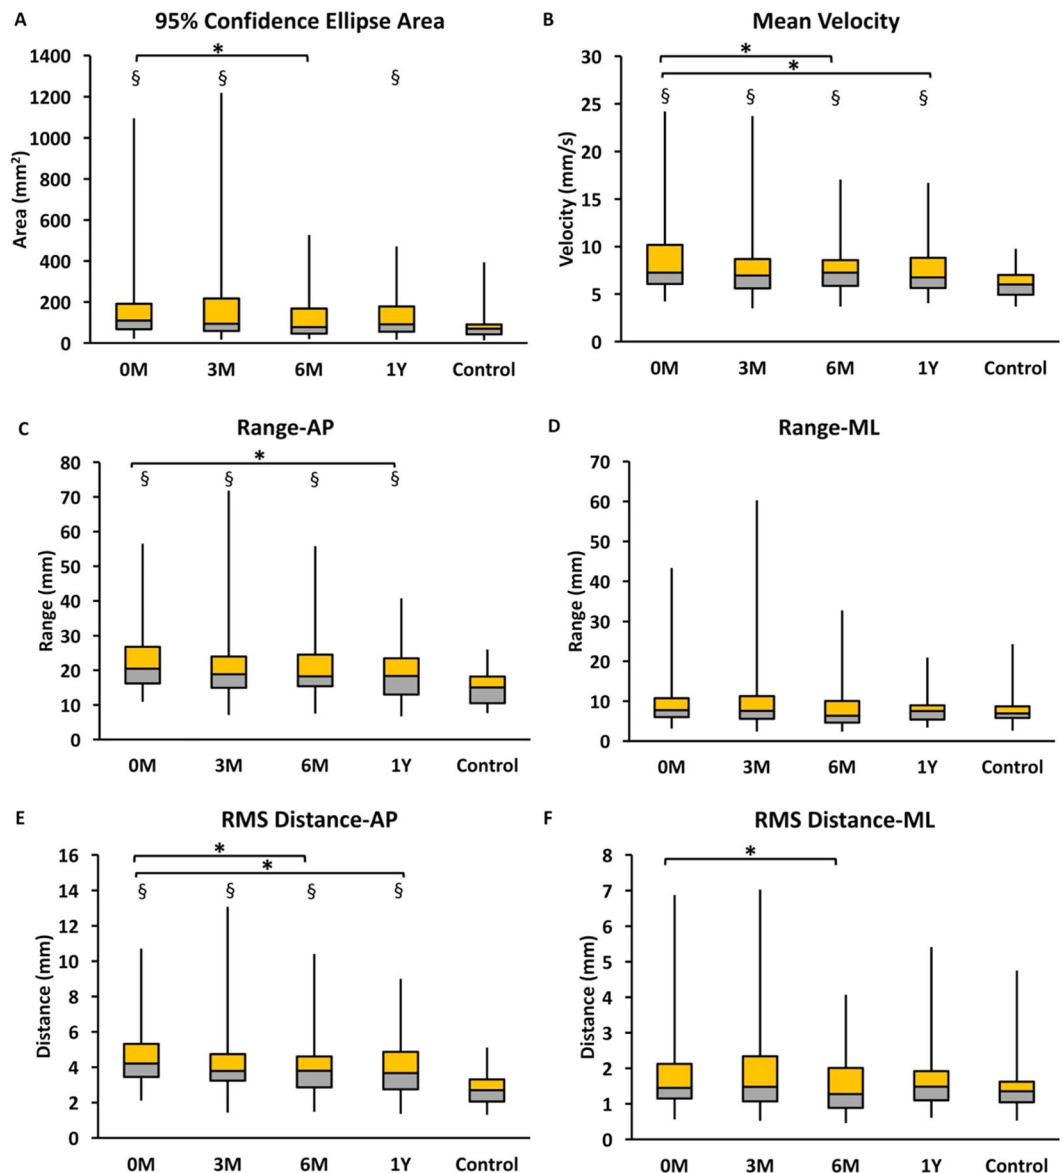 A 95% Confidence Ellipse Area
*
§ § §
1400
1200
1000
800
600
400
200
0
Area (mm²)
0M 3M 6M 1Y Control
B Mean Velocity
*
*
§ § § §
30
25
20
15
10
5
0
Velocity (mm/s)
0M 3M 6M 1Y Control
C Range-AP
*
§ § § §
80
70
60
50
40
30
20
10
0
Range (mm)
0M 3M 6M 1Y Control
D Range-ML
70
60
50
40
30
20
10
0
Range (mm)
0M 3M 6M 1Y Control
E RMS Distance-AP
*
*
§ § § §
16
14
12
10
8
6
4
2
0
Distance (mm)
0M 3M 6M 1Y Control
F RMS Distance-ML
*
8
7
6
5
4
3
2
1
0
Distance (mm)
0M 3M 6M 1Y Control